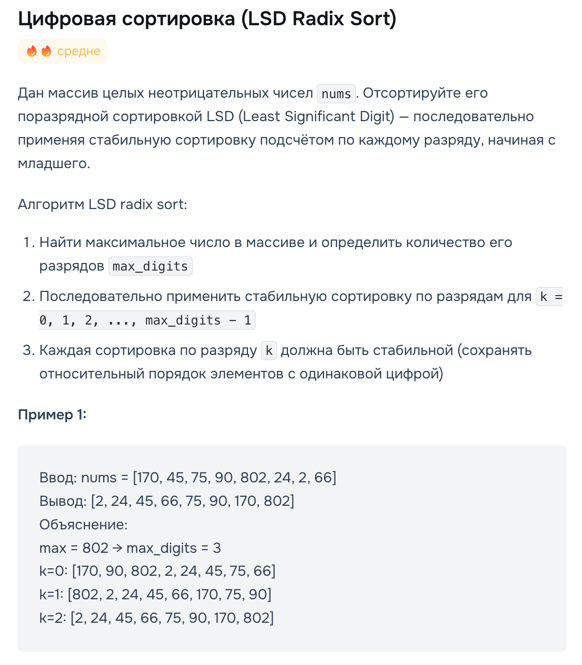 Цифровая сортировка (LSD Radix Sort)
🔥🔥 средне
Дан массив целых неотрицательных чисел nums. Отсортируйте его
поразрядной сортировкой LSD (Least Significant Digit) — последовательно
применяя стабильную сортировку подсчётом по каждому разряду, начиная с
младшего.
Алгоритм LSD radix sort:
1. Найти максимальное число в массиве и определить количество его
разрядов max_digits
2. Последовательно применить стабильную сортировку по разрядам для k =
0, 1, 2, ..., max_digits − 1
3. Каждая сортировка по разряду k должна быть стабильной (сохранять
относительный порядок элементов с одинаковой цифрой)
Пример 1:
Ввод: nums = [170, 45, 75, 90, 802, 24, 2, 66]
Вывод: [2, 24, 45, 66, 75, 90, 170, 802]
Объяснение:
max = 802 → max_digits = 3
k=0: [170, 90, 802, 2, 24, 45, 75, 66]
k=1: [802, 2, 24, 45, 66, 170, 75, 90]
k=2: [2, 24, 45, 66, 75, 90, 170, 802]